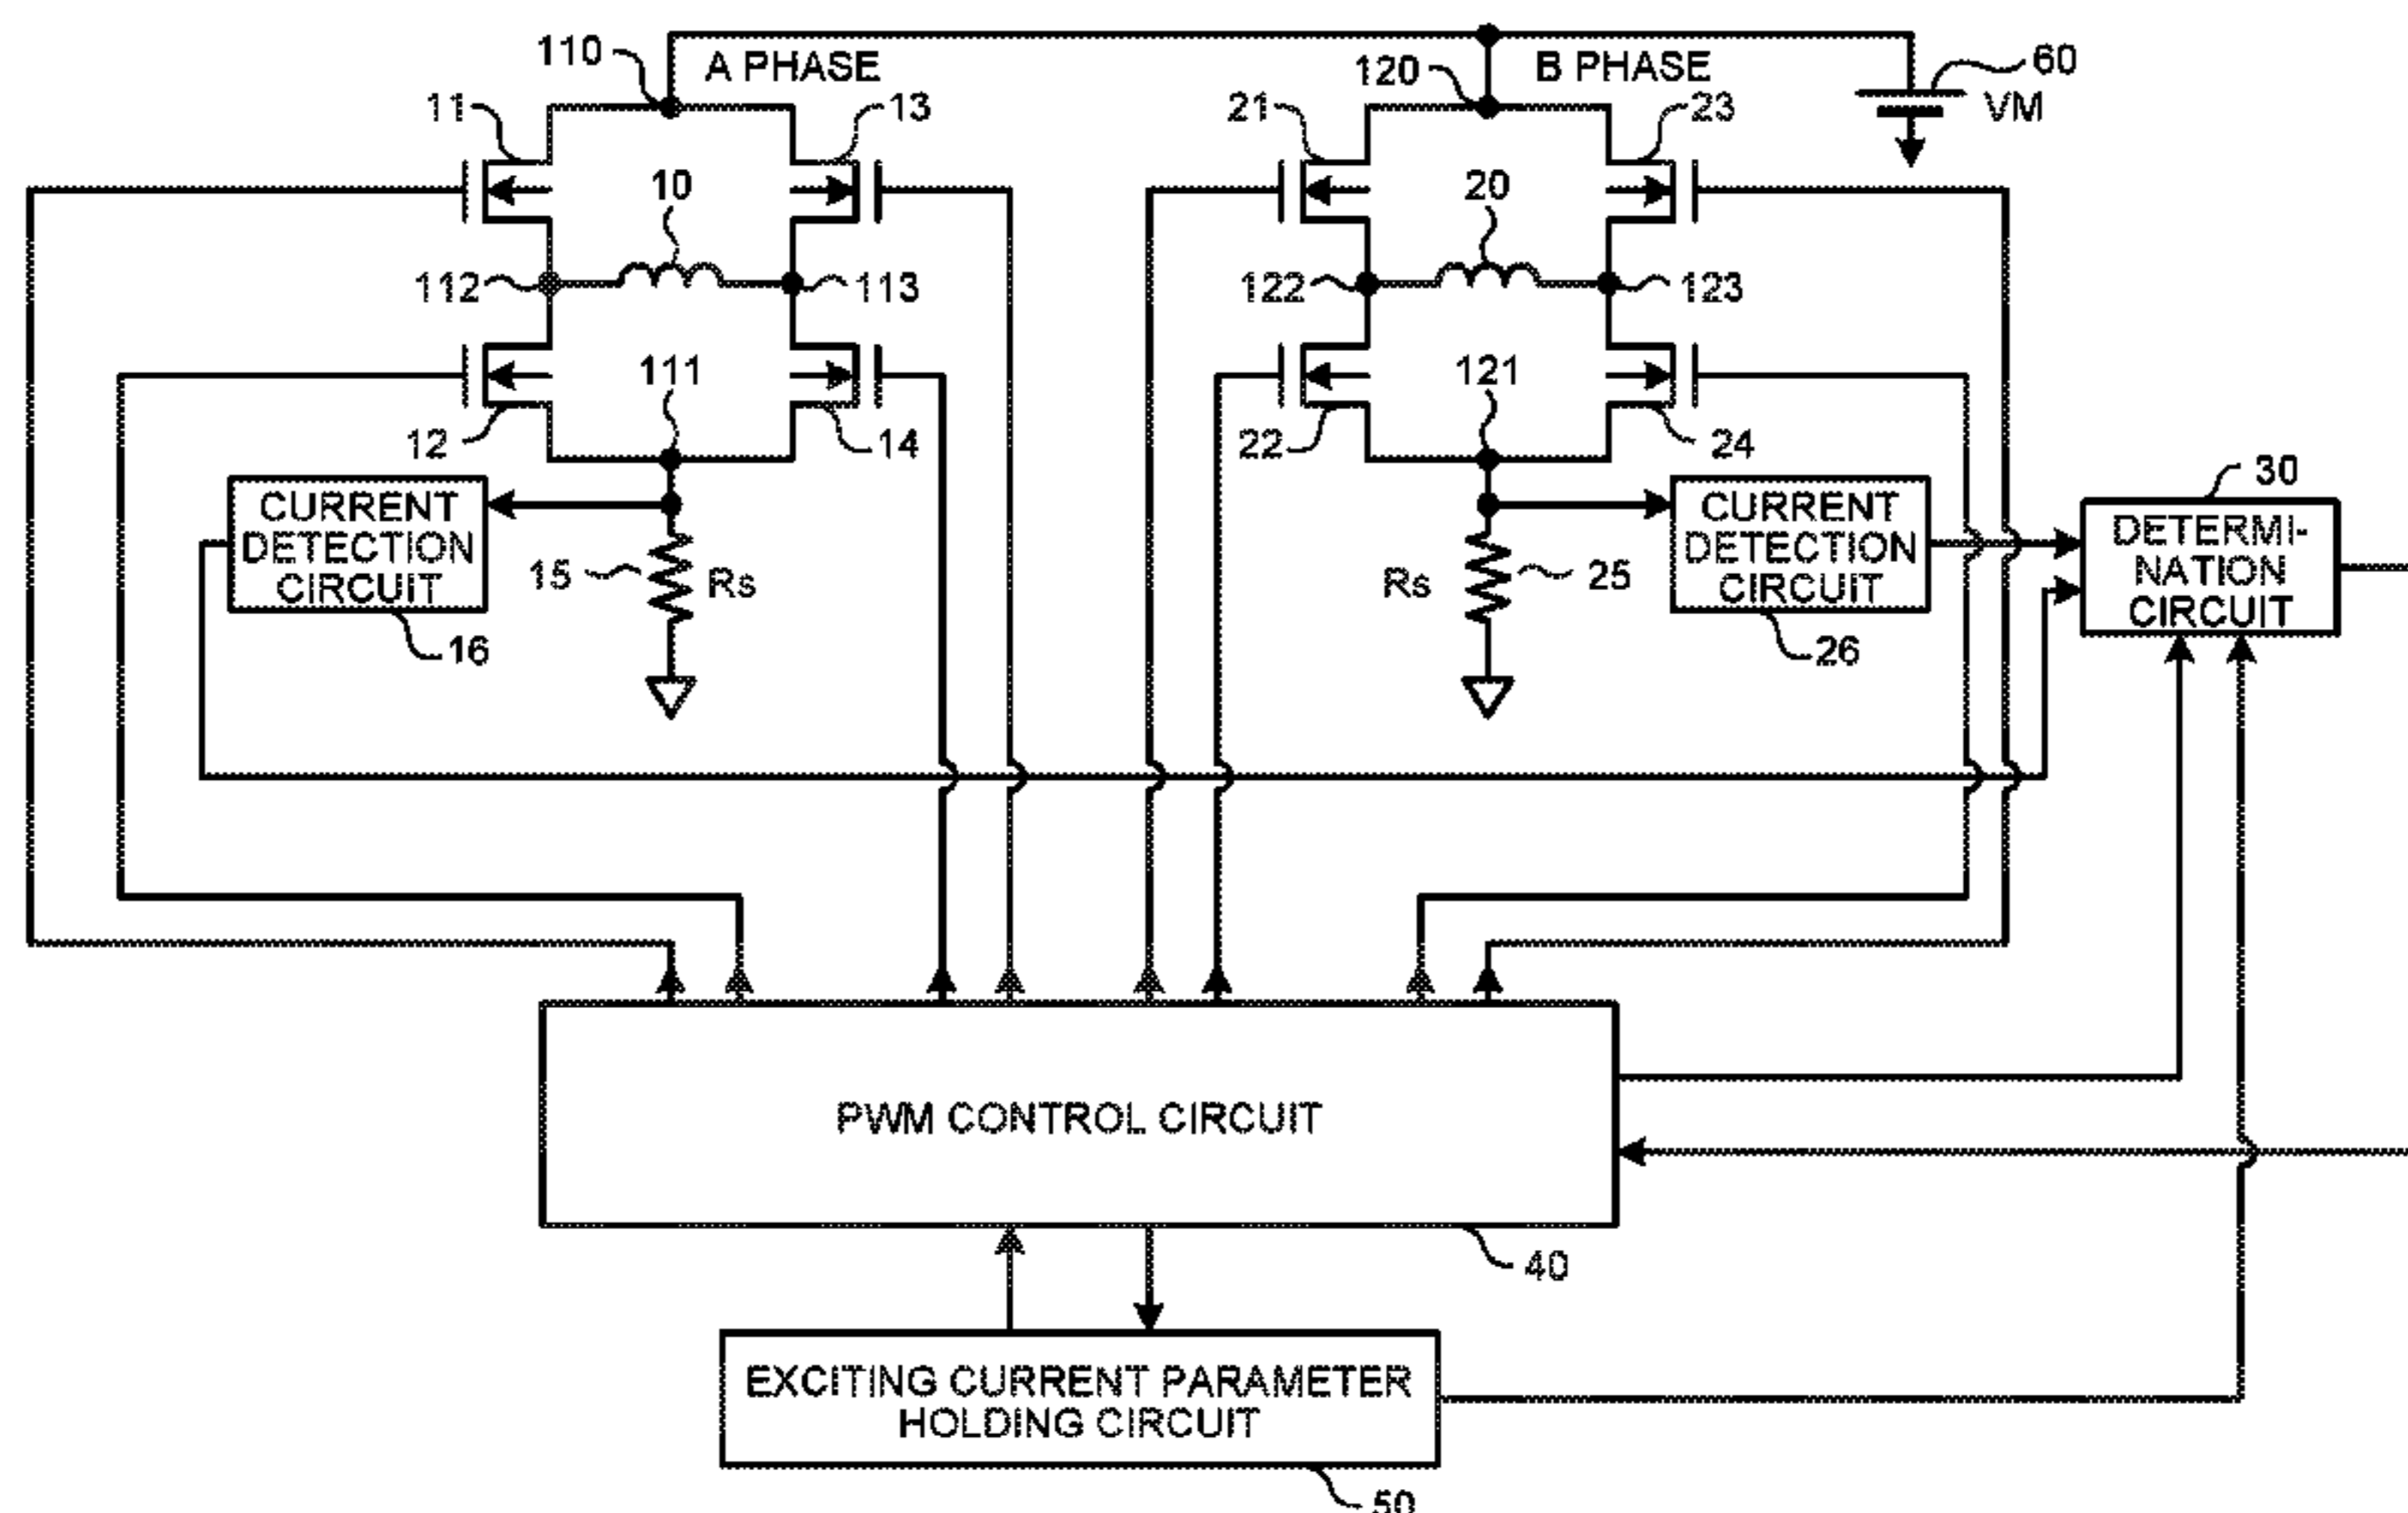 110
A PHASE
120
B PHASE
60
VM
11
13
21
23
10
20
112
113
122
123
111
121
12
14
22
24
30
CURRENT
DETECTION
CIRCUIT
CURRENT
DETECTION
CIRCUIT
DETERMI-
NATION
CIRCUIT
15
Rs
Rs
25
16
26
PWM CONTROL CIRCUIT
40
EXCITING CURRENT PARAMETER
HOLDING CIRCUIT
50